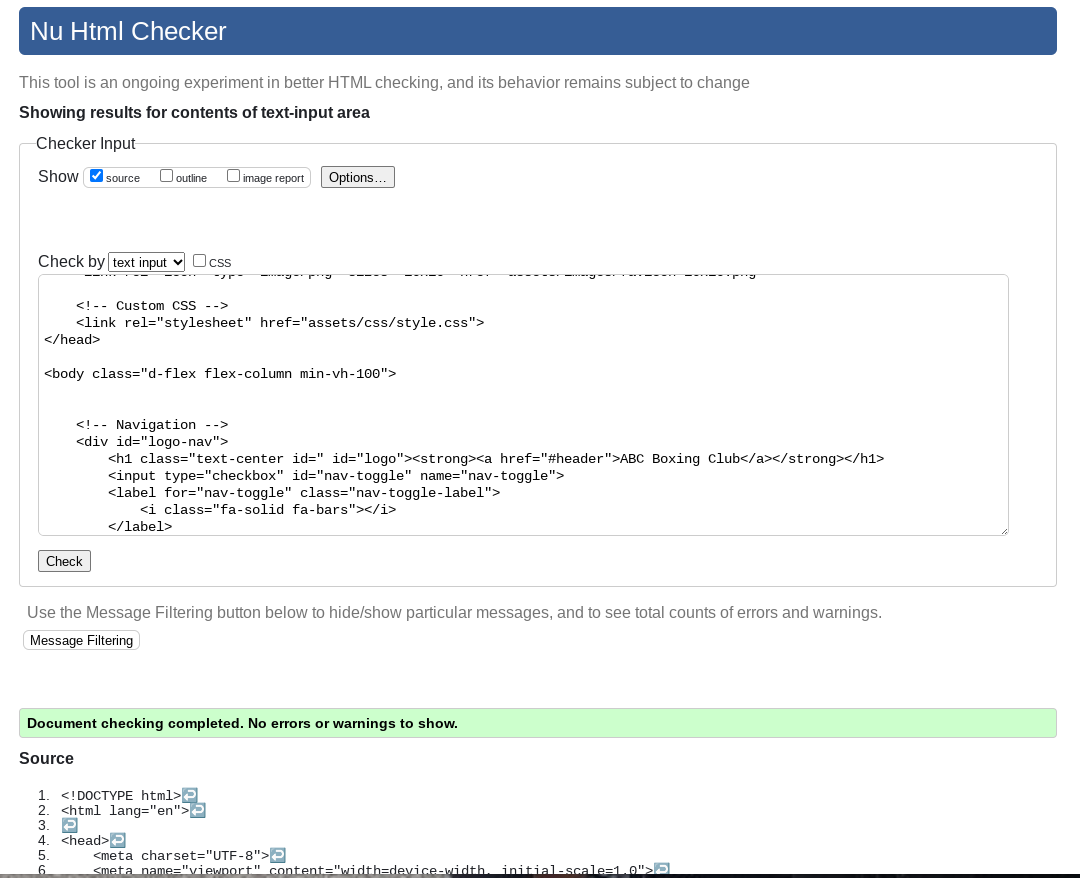 Nu Html Checker
This tool is an ongoing experiment in better HTML checking, and its behavior remains subject to change
Showing results for contents of text-input area
Checker Input
Show source outline image report Options…
Check by text input CSS
<!-- Custom CSS -->
<link rel="stylesheet" href="assets/css/style.css">
</head>
<body class="d-flex flex-column min-vh-100">
<!-- Navigation -->
<div id="logo-nav">
<h1 class="text-center id=" id="logo"><strong><a href="#header">ABC Boxing Club</a></strong></h1>
<input type="checkbox" id="nav-toggle" name="nav-toggle">
<label for="nav-toggle" class="nav-toggle-label">
<i class="fa-solid fa-bars"></i>
</label>
Check
Use the Message Filtering button below to hide/show particular messages, and to see total counts of errors and warnings.
Message Filtering
Document checking completed. No errors or warnings to show.
Source
1. <!DOCTYPE html>↩
2. <html lang="en">↩
3. ↩
4. <head>↩
5. <meta charset="UTF-8">↩
6. <meta name="viewport" content="width=device-width, initial-scale=1.0">↩